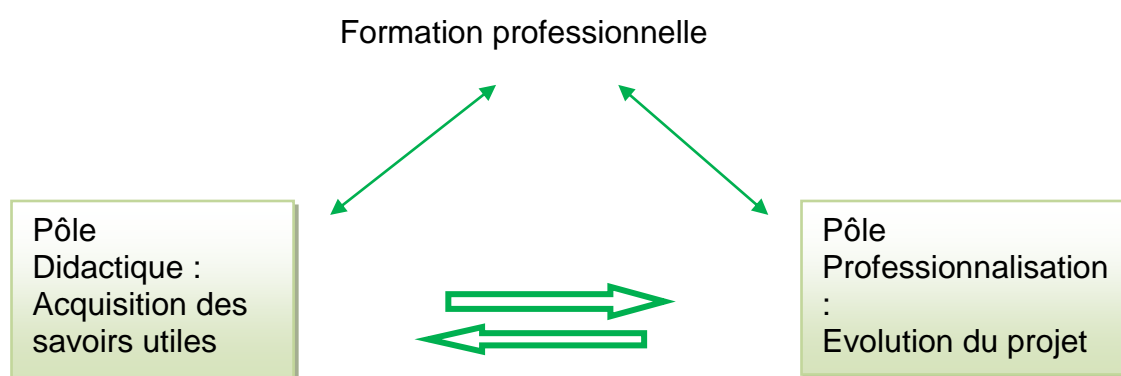 Formation professionnelle
Pôle
Didactique :
Acquisition des
savoirs utiles
Pôle
Professionnalisation
:
Evolution du projet